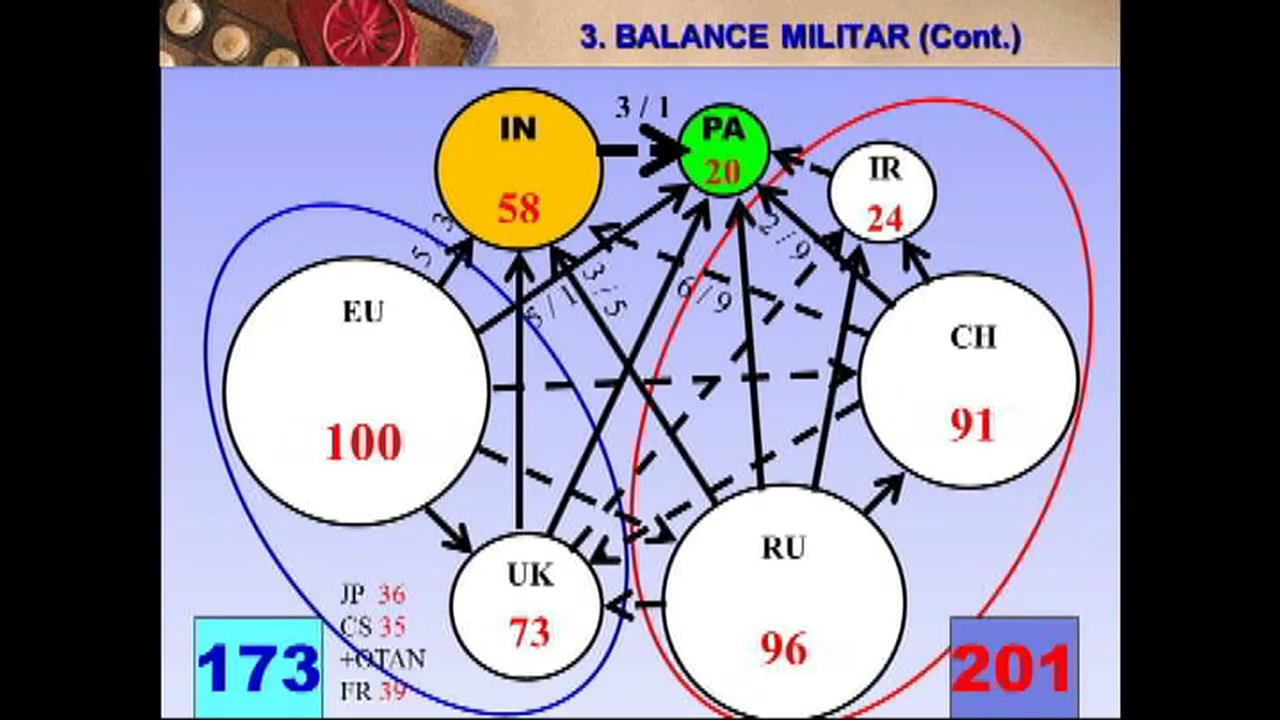 3. BALANCE MILITAR (Cont.)
3 / 1
IN
58
PA
20
IR
24
5 3
8 / 1
3 / 5
6 / 9
2 / 9
EU
100
CH
91
UK
73
RU
96
JP 36
CS 35
+OTAN
FR 39
173
201